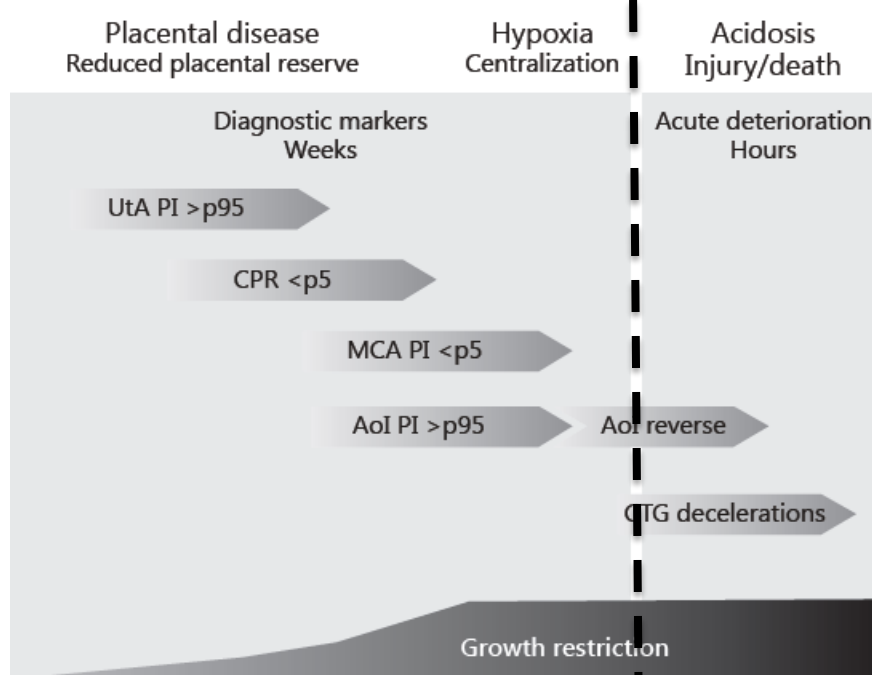 Placental disease
Reduced placental reserve
Hypoxia
Centralization
Acidosis
Injury/death
Diagnostic markers
Weeks
Acute deterioration
Hours
UtA PI >p95
CPR <p5
MCA PI <p5
AoI PI >p95
AoI reverse
CTG decelerations
Growth restriction